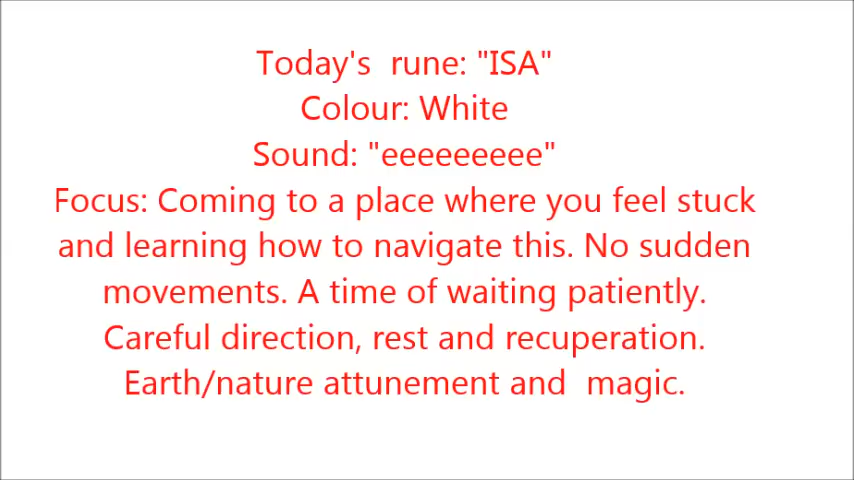 Today's  rune: "ISA"
Colour: White
Sound: "eeeeeeeee"
Focus: Coming to a place where you feel stuck
and learning how to navigate this. No sudden
movements. A time of waiting patiently.
Careful direction, rest and recuperation.
Earth/nature attunement and  magic.